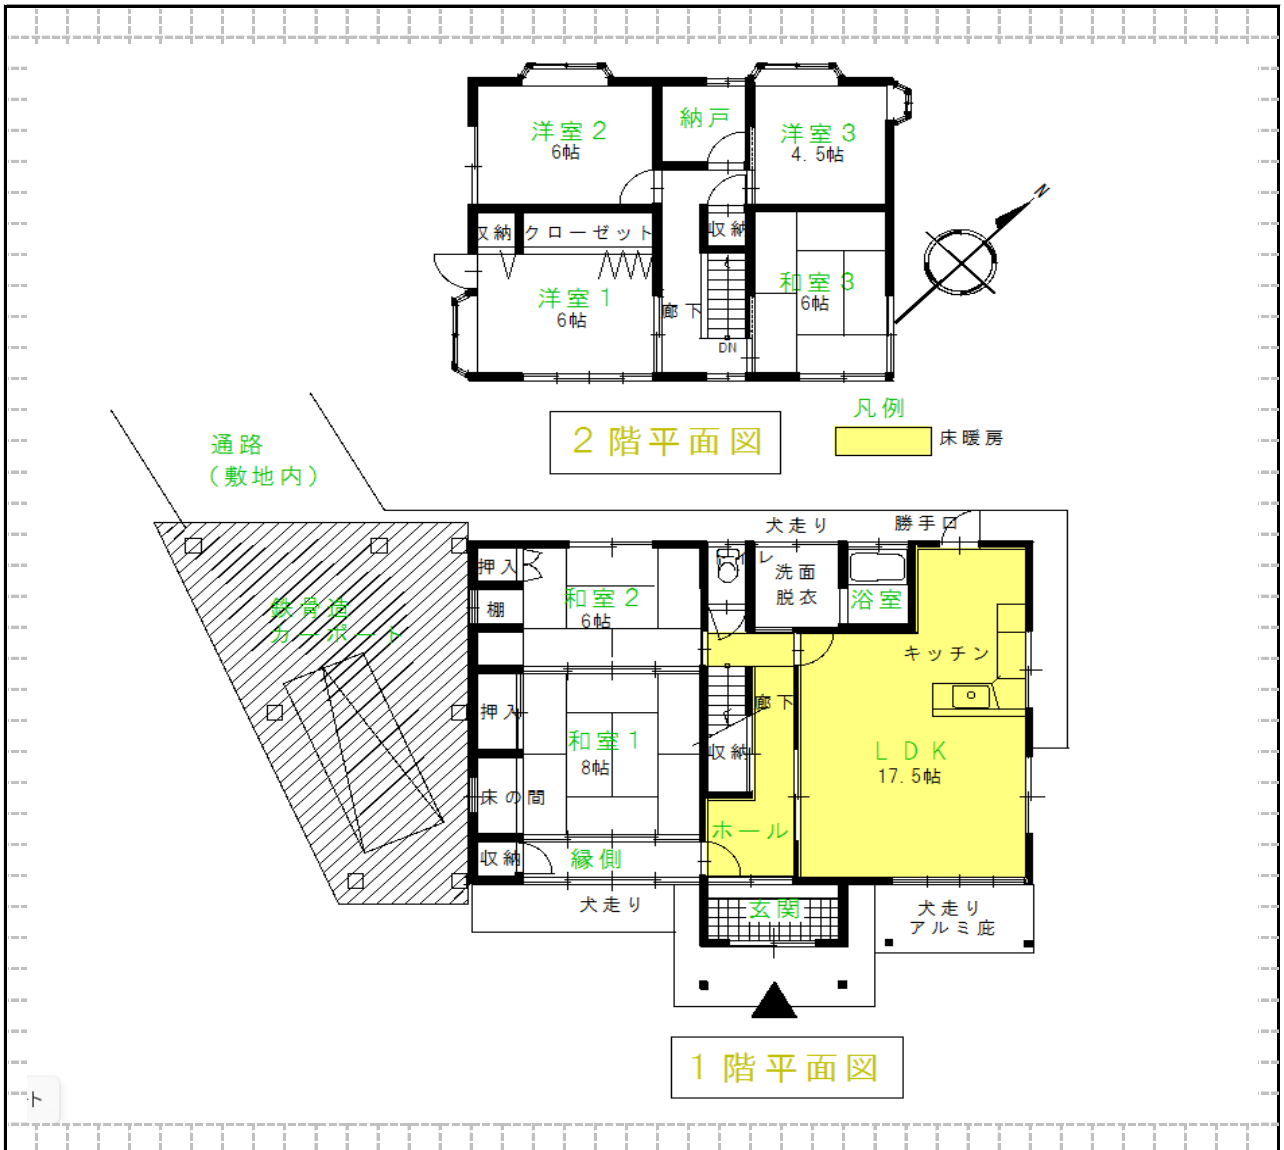 洋室2
6帖
納戸
洋室3
4.5帖
N
収納
クローゼット
収納
洋室1
6帖
廊下
和室3
6帖
DN
2階平面図
凡例
床暖房
通路
(敷地内)
犬走り
勝手口
押入
和室2
6帖
トイレ
洗面
脱衣
浴室
棚
鉄骨造
カーポート
キッチン
押入
和室1
8帖
廊下
収納
LDK
17.5帖
床の間
ホール
収納
縁側
犬走り
玄関
犬走り
アルミ庇
1階平面図
ト